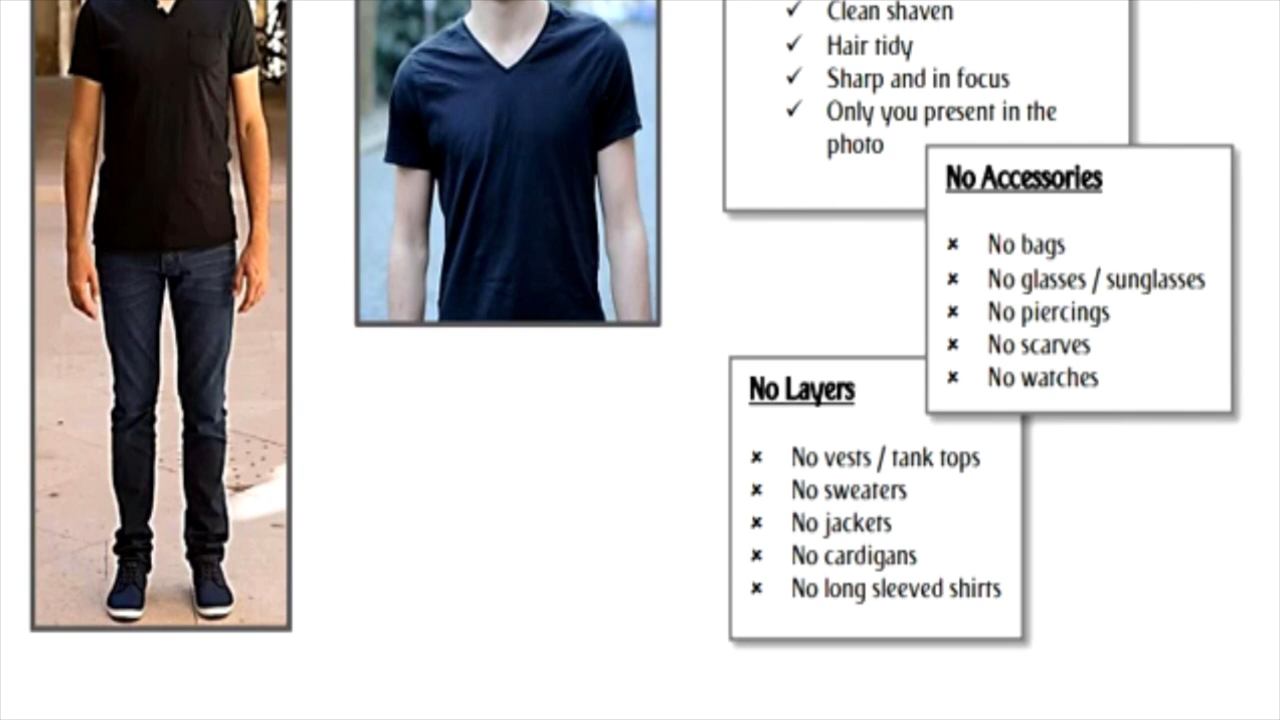 ✓ Clean shaven
✓ Hair tidy
✓ Sharp and in focus
✓ Only you present in the
photo
No Accessories
✘ No bags
✘ No glasses / sunglasses
✘ No piercings
✘ No scarves
✘ No watches
No Layers
✘ No vests / tank tops
✘ No sweaters
✘ No jackets
✘ No cardigans
✘ No long sleeved shirts